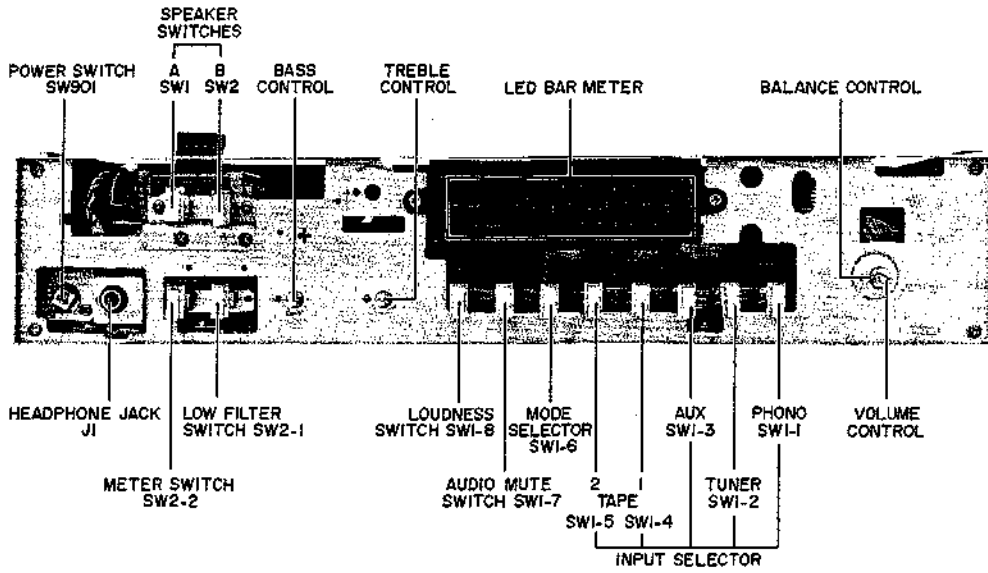 SPEAKER
SWITCHES
POWER SWITCH
SW901
A
SW1
B
SW2
BASS
CONTROL
TREBLE
CONTROL
LED BAR METER
BALANCE CONTROL
HEADPHONE JACK
J1
LOW FILTER
SWITCH SW2-1
METER SWITCH
SW2-2
LOUDNESS
SWITCH SW1-8
AUDIO MUTE
SWITCH SW1-7
MODE
SELECTOR
SW1-6
2 1
TAPE
SW1-5 SW1-4
AUX
SW1-3
TUNER
SW1-2
PHONO
SW1-1
INPUT SELECTOR
VOLUME
CONTROL